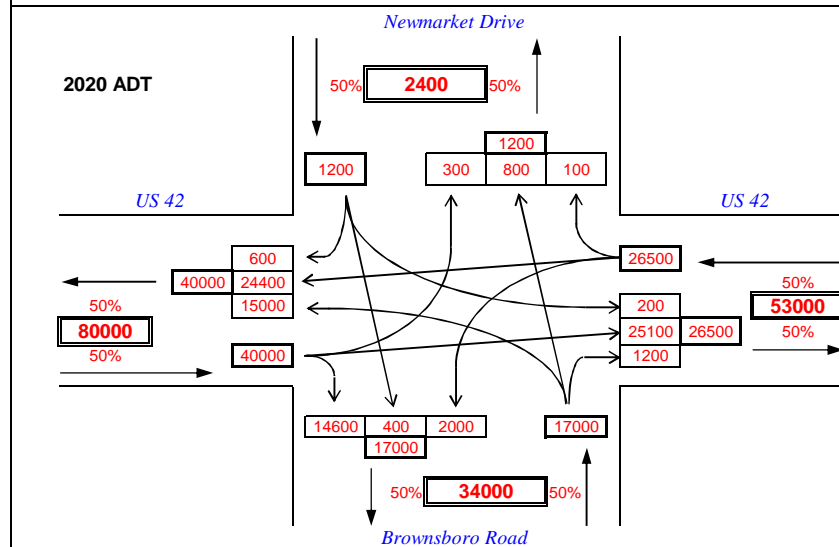 Newmarket Drive
2020 ADT
50% 2400 50%
1200
1200 300 800 100
US 42 US 42
600 26500
40000 24400 50%
15000 200 53000
50% 25100 26500
80000 50%
50% 40000 1200
14600 400 2000 17000
17000
50% 34000 50%
Brownsboro Road